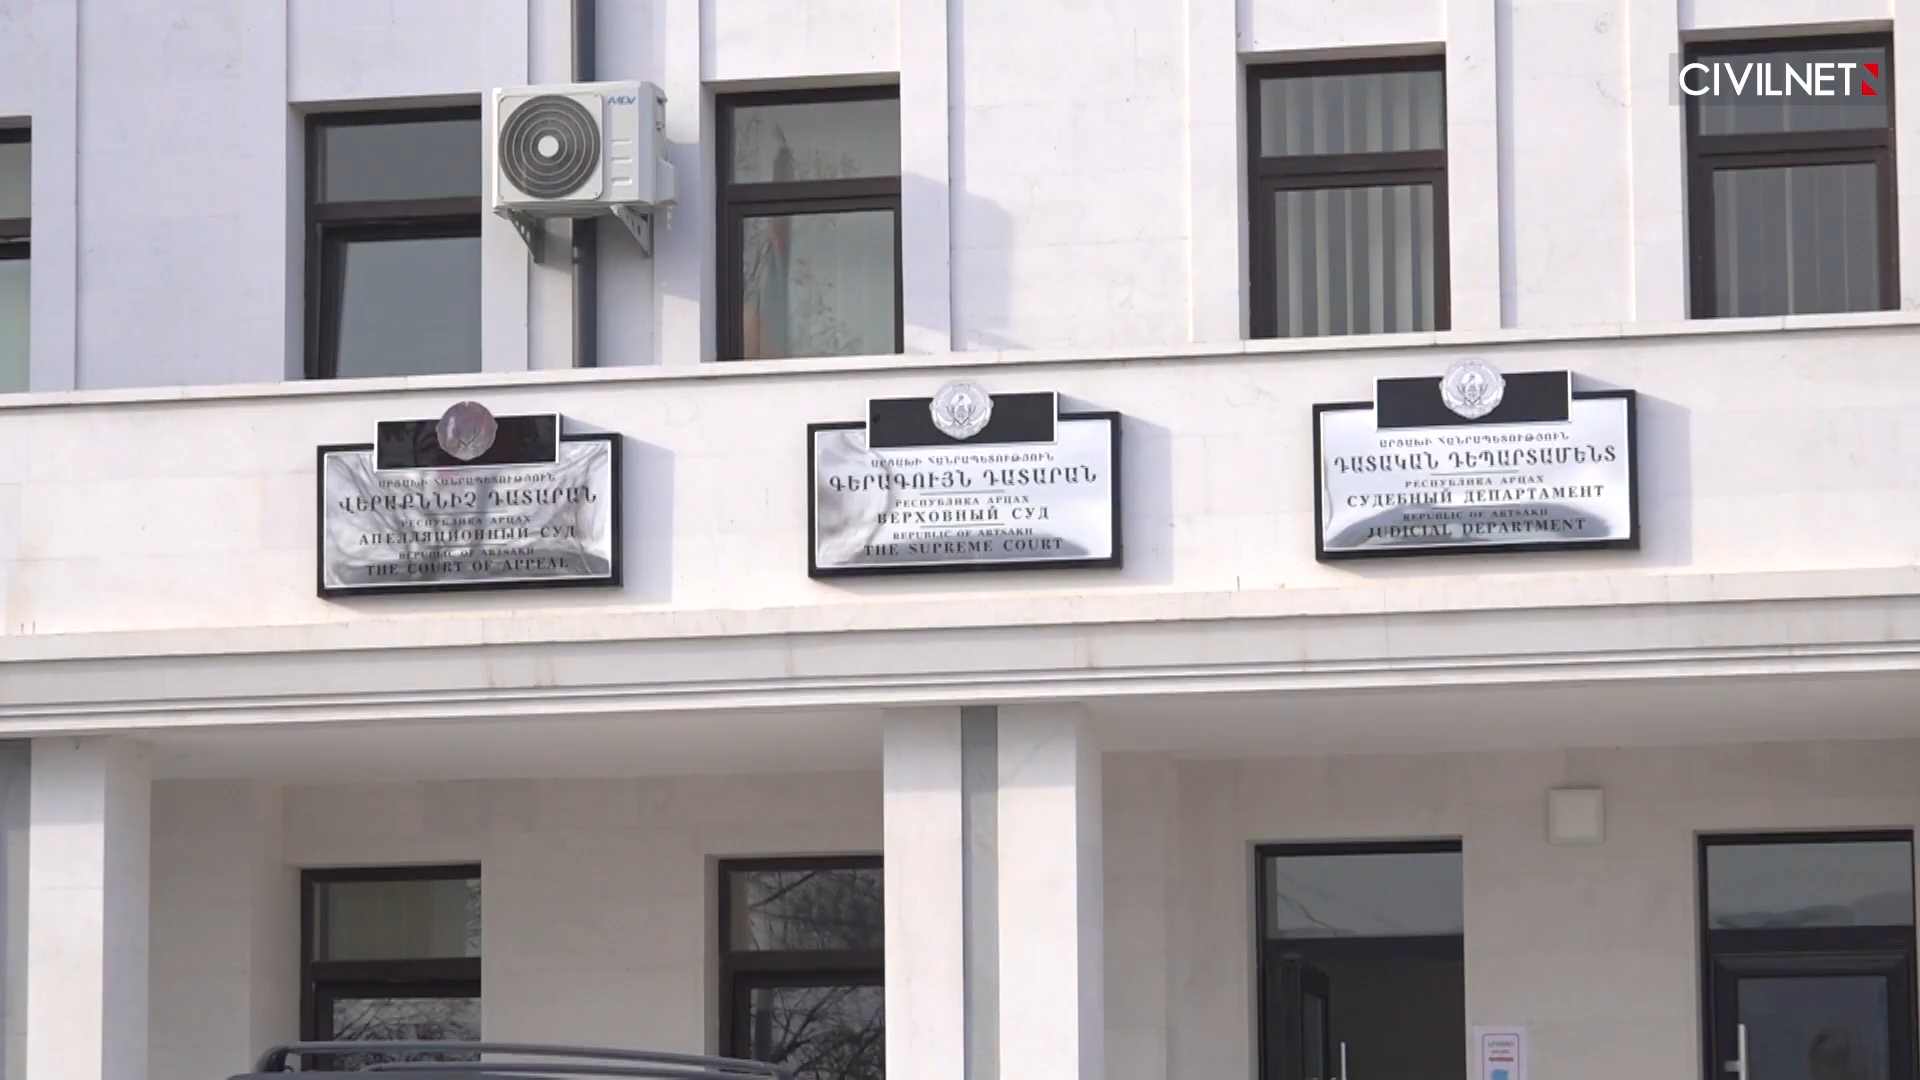 CIVILNET
MDV
ԱՐՑԱԽԻ ՀԱՆՐԱՊԵՏՈՒԹՅՈՒՆ
ՎԵՐԱՔՆՆԻՉ ԴԱՏԱՐԱՆ
РЕСПУБЛИКА АРЦАХ
АПЕЛЛЯЦИОННЫЙ СУД
REPUBLIC OF ARTSAKH
THE COURT OF APPEAL
ԱՐՑԱԽԻ ՀԱՆՐԱՊԵՏՈՒԹՅՈՒՆ
ԳԵՐԱԳՈՒՅՆ ԴԱՏԱՐԱՆ
РЕСПУБЛИКА АРЦАХ
ВЕРХОВНЫЙ СУД
REPUBLIC OF ARTSAKH
THE SUPREME COURT
ԱՐՑԱԽԻ ՀԱՆՐԱՊԵՏՈՒԹՅՈՒՆ
ԴԱՏԱԿԱՆ ԴԵՊԱՐՏԱՄԵՆՏ
РЕСПУБЛИКА АРЦАХ
СУДЕБНЫЙ ДЕПАРТАМЕНТ
REPUBLIC OF ARTSAKH
JUDICIAL DEPARTMENT